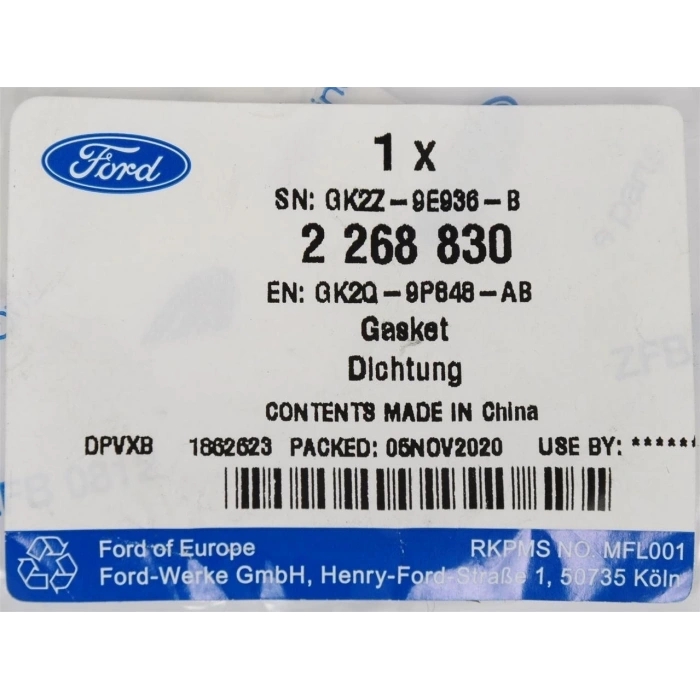 Ford
1 x
SN: GK2Z-9E936-B
2 268 830
EN: GK2Q-9P848-AB
Gasket
Dichtung
CONTENTS MADE IN China
DPVXB 1862623 PACKED: 05NOV2020 USE BY: ******
Ford of Europe RKPMS NO. MFL001
Ford-Werke GmbH, Henry-Ford-Straße 1, 50735 Köln